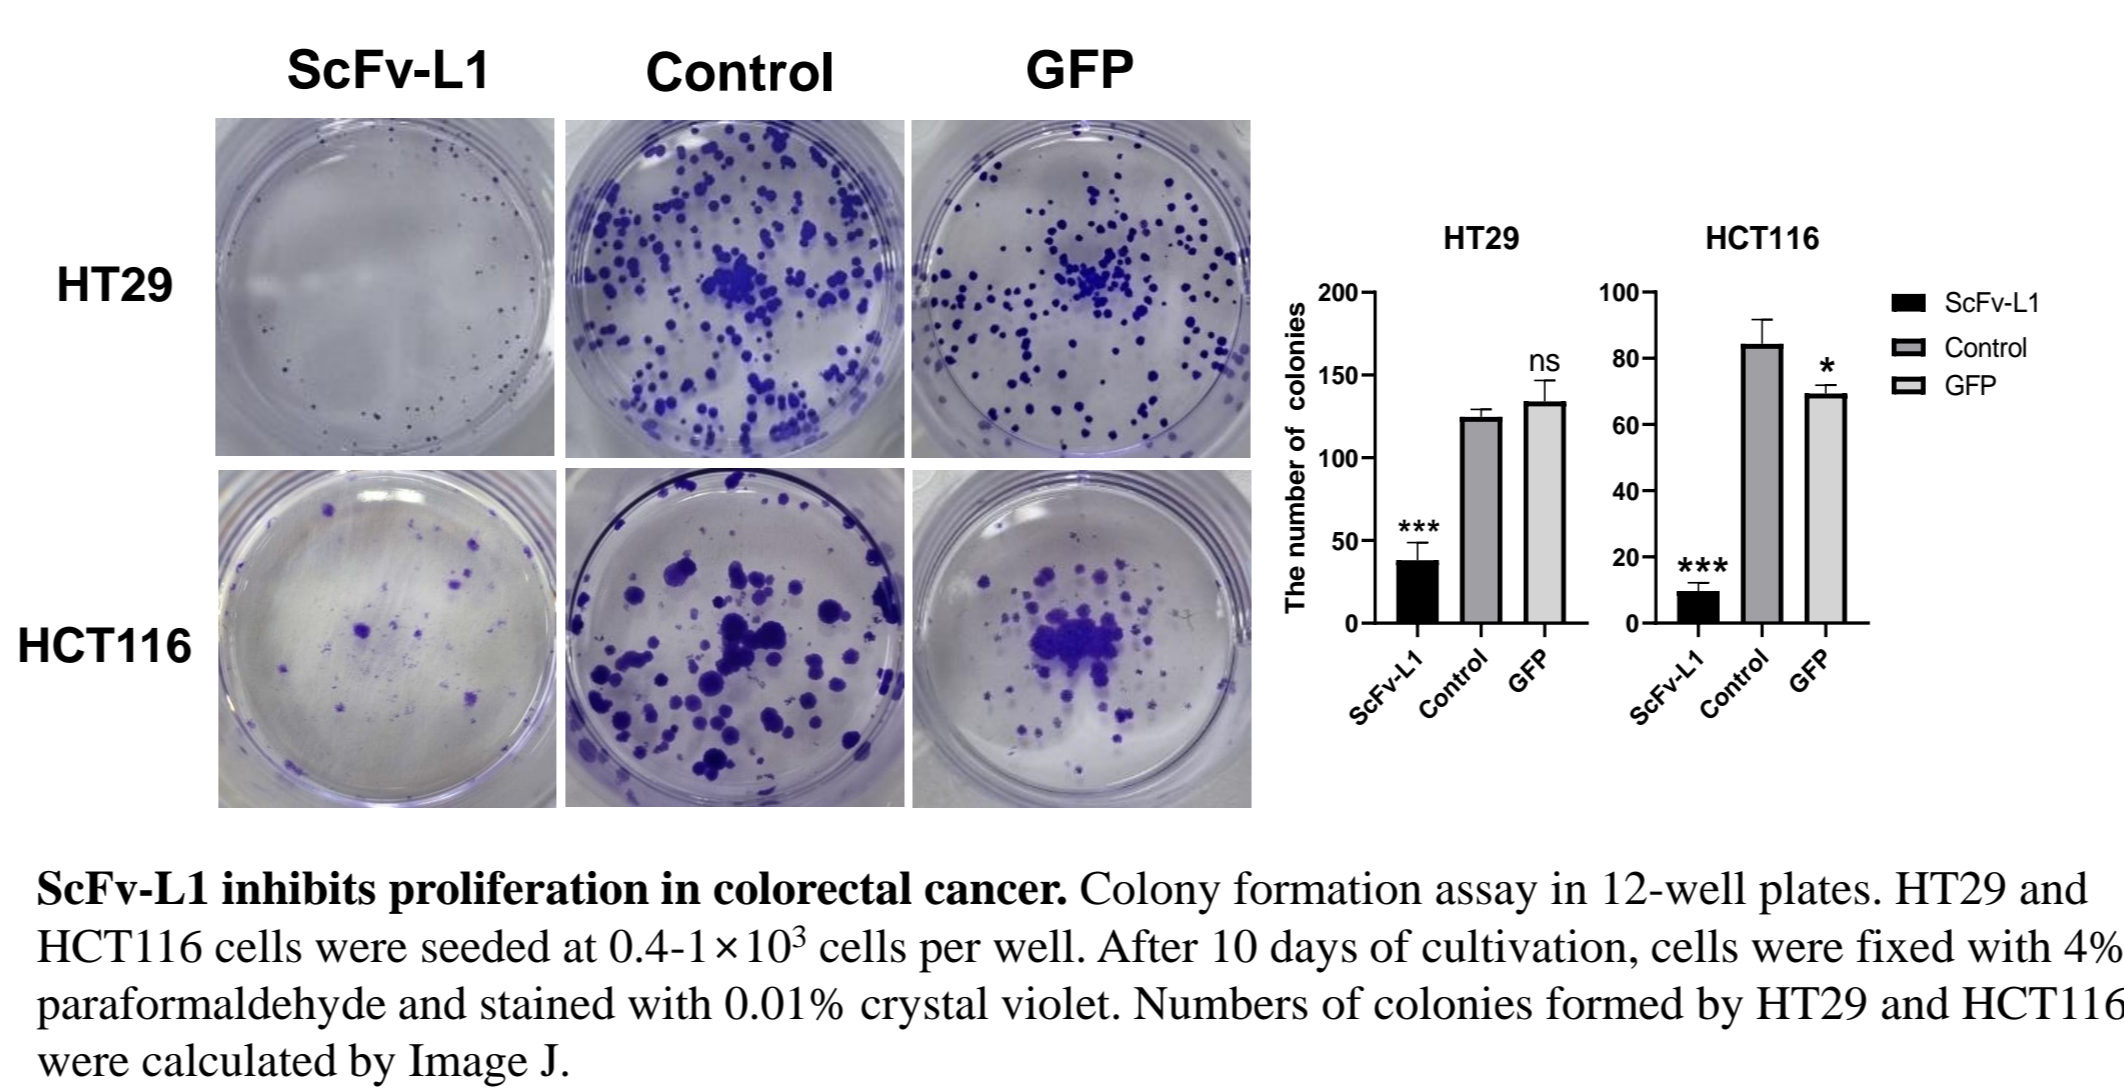 ScFv-L1 Control GFP
HT29
HCT116
HT29
The number of colonies
200
150
100
50
0
***
ns
ScFv-L1
Control
GFP
HCT116
100
80
60
40
20
0
***
*
ScFv-L1
Control
GFP
ScFv-L1
Control
GFP
ScFv-L1 inhibits proliferation in colorectal cancer. Colony formation assay in 12-well plates. HT29 and
HCT116 cells were seeded at 0.4-1×10³ cells per well. After 10 days of cultivation, cells were fixed with 4%
paraformaldehyde and stained with 0.01% crystal violet. Numbers of colonies formed by HT29 and HCT116
were calculated by Image J.